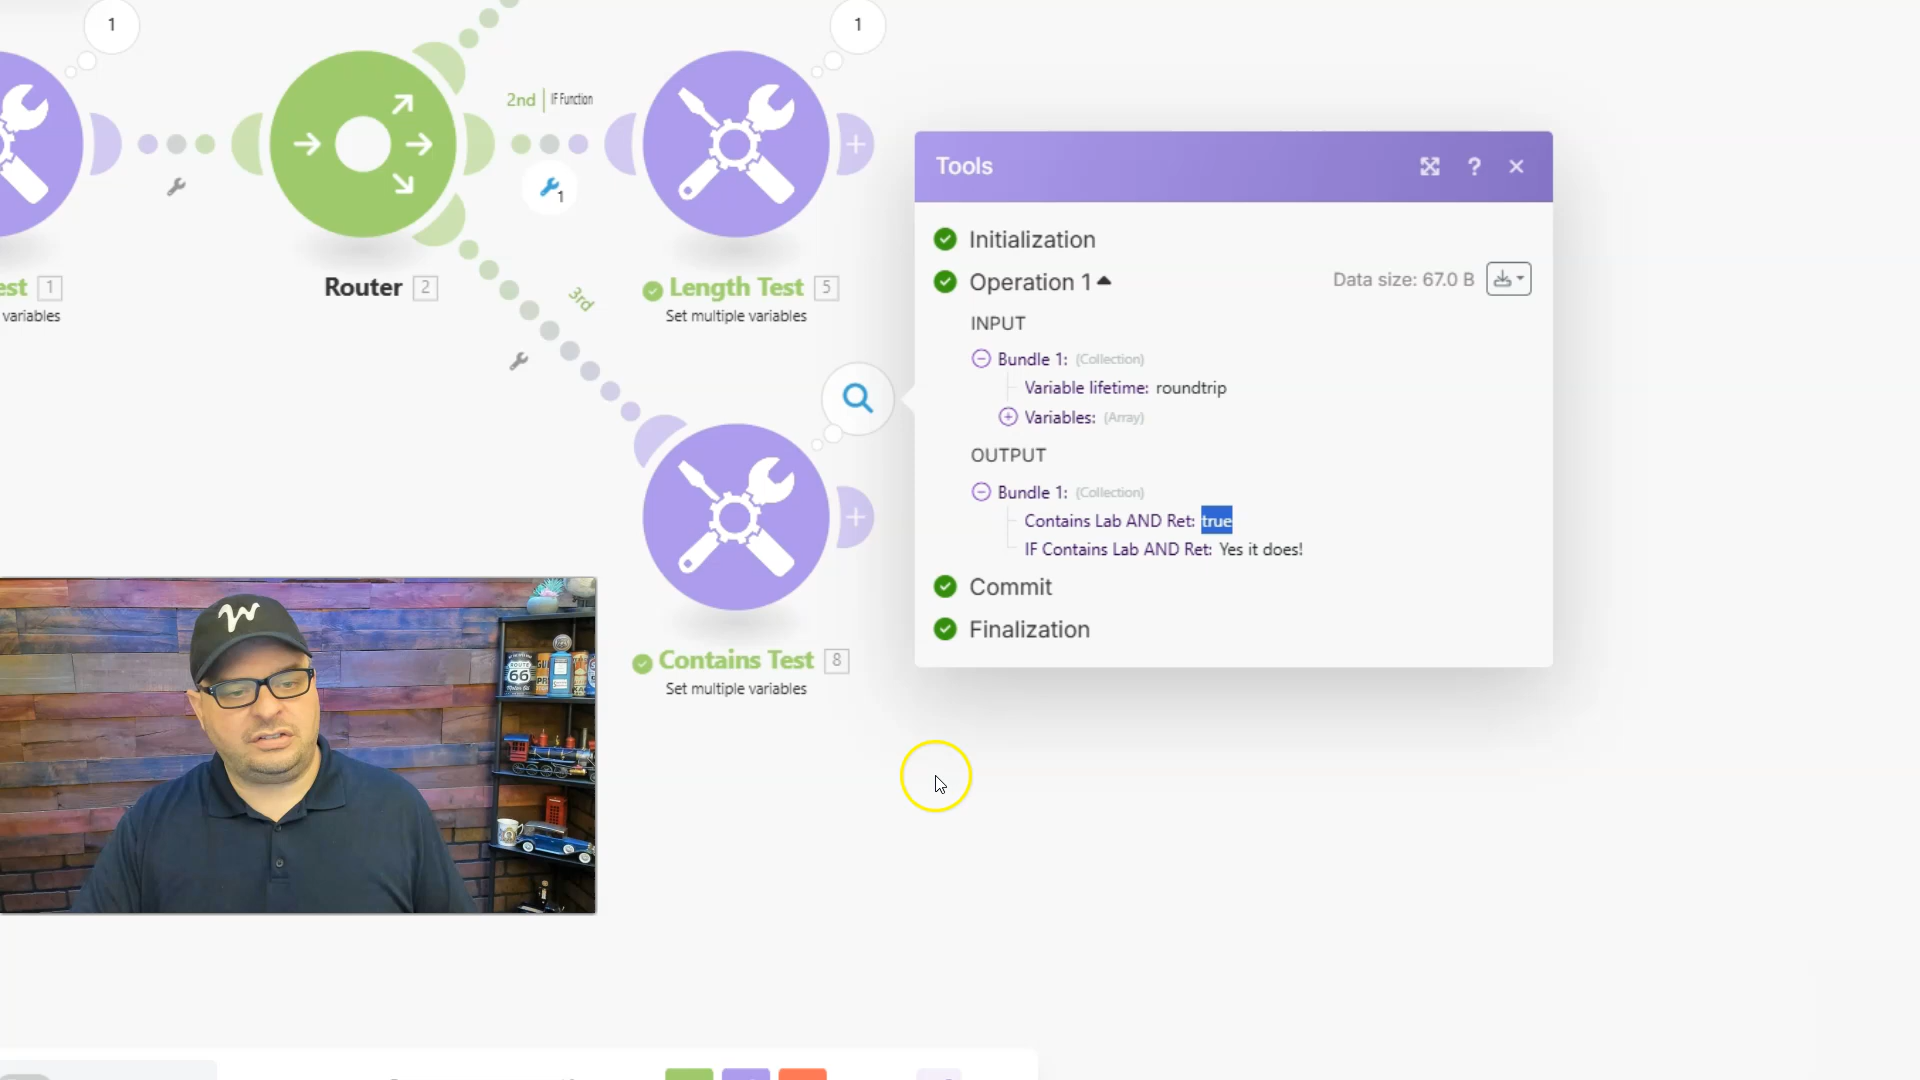 1
1
2nd | IF Function
1
est 1
variables
Router 2
Length Test 5
Set multiple variables
3rd
Contains Test 8
Set multiple variables
Tools
?
Initialization
Operation 1
Data size: 67.0 B
INPUT
Bundle 1: (Collection)
Variable lifetime: roundtrip
Variables: (Array)
OUTPUT
Bundle 1: (Collection)
Contains Lab AND Ret: true
IF Contains Lab AND Ret: Yes it does!
Commit
Finalization
ROUTE
66